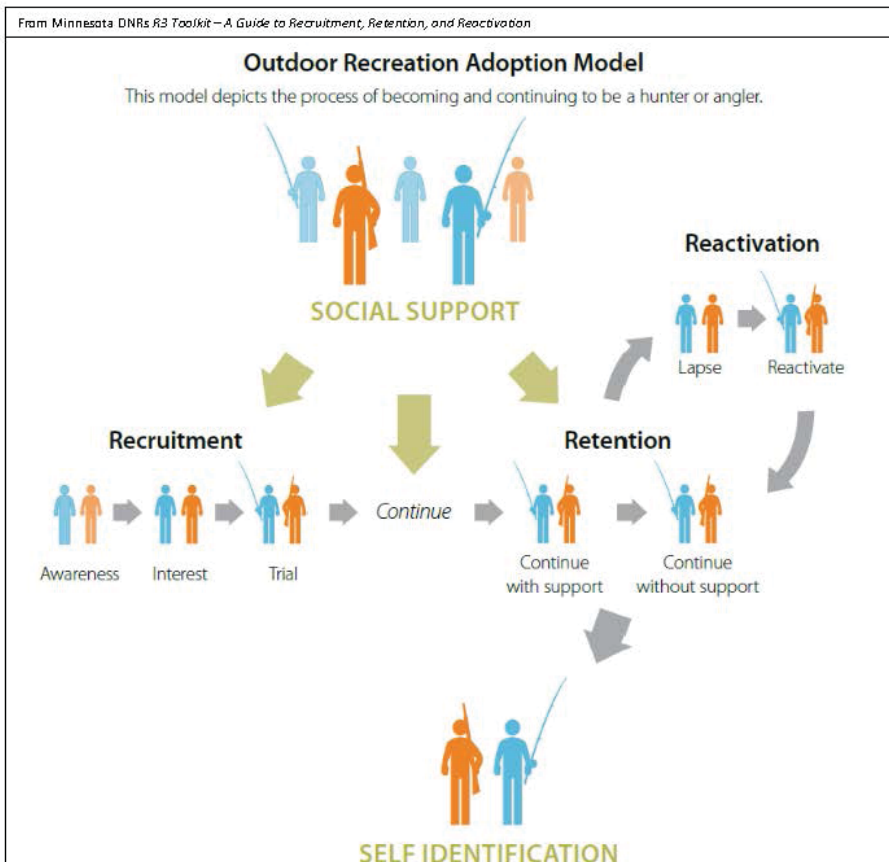 From Minnesota DNRs R3 Toolkit – A Guide to Recruitment, Retention, and Reactivation
Outdoor Recreation Adoption Model
This model depicts the process of becoming and continuing to be a hunter or angler.
SOCIAL SUPPORT
Reactivation
Lapse
Reactivate
Recruitment
Awareness
Interest
Trial
Continue
Retention
Continue
with support
Continue
without support
SELF IDENTIFICATION